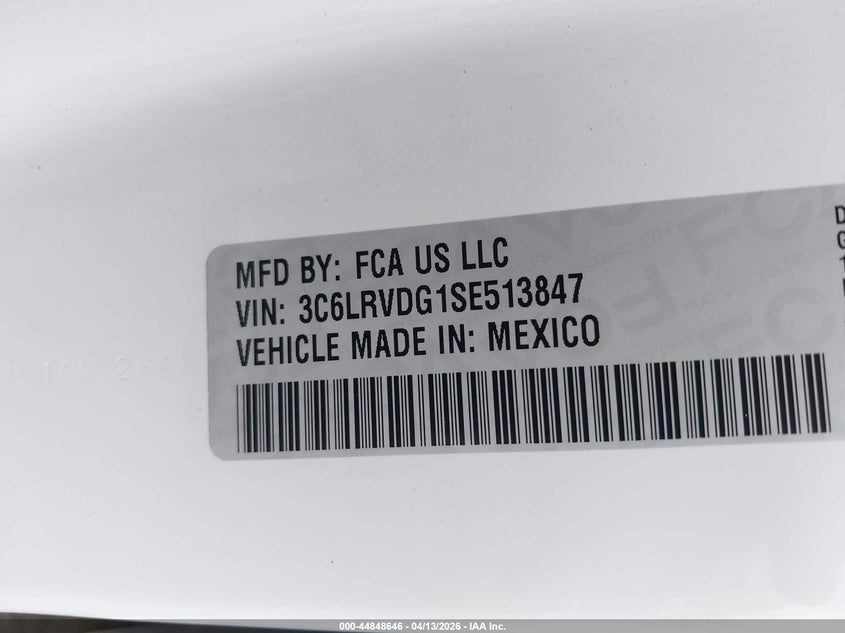 MFD BY: FCA US LLC
VIN: 3C6LRVDG1SE513847
VEHICLE MADE IN: MEXICO
000-44848646 - 04/13/2026 - IAA Inc.